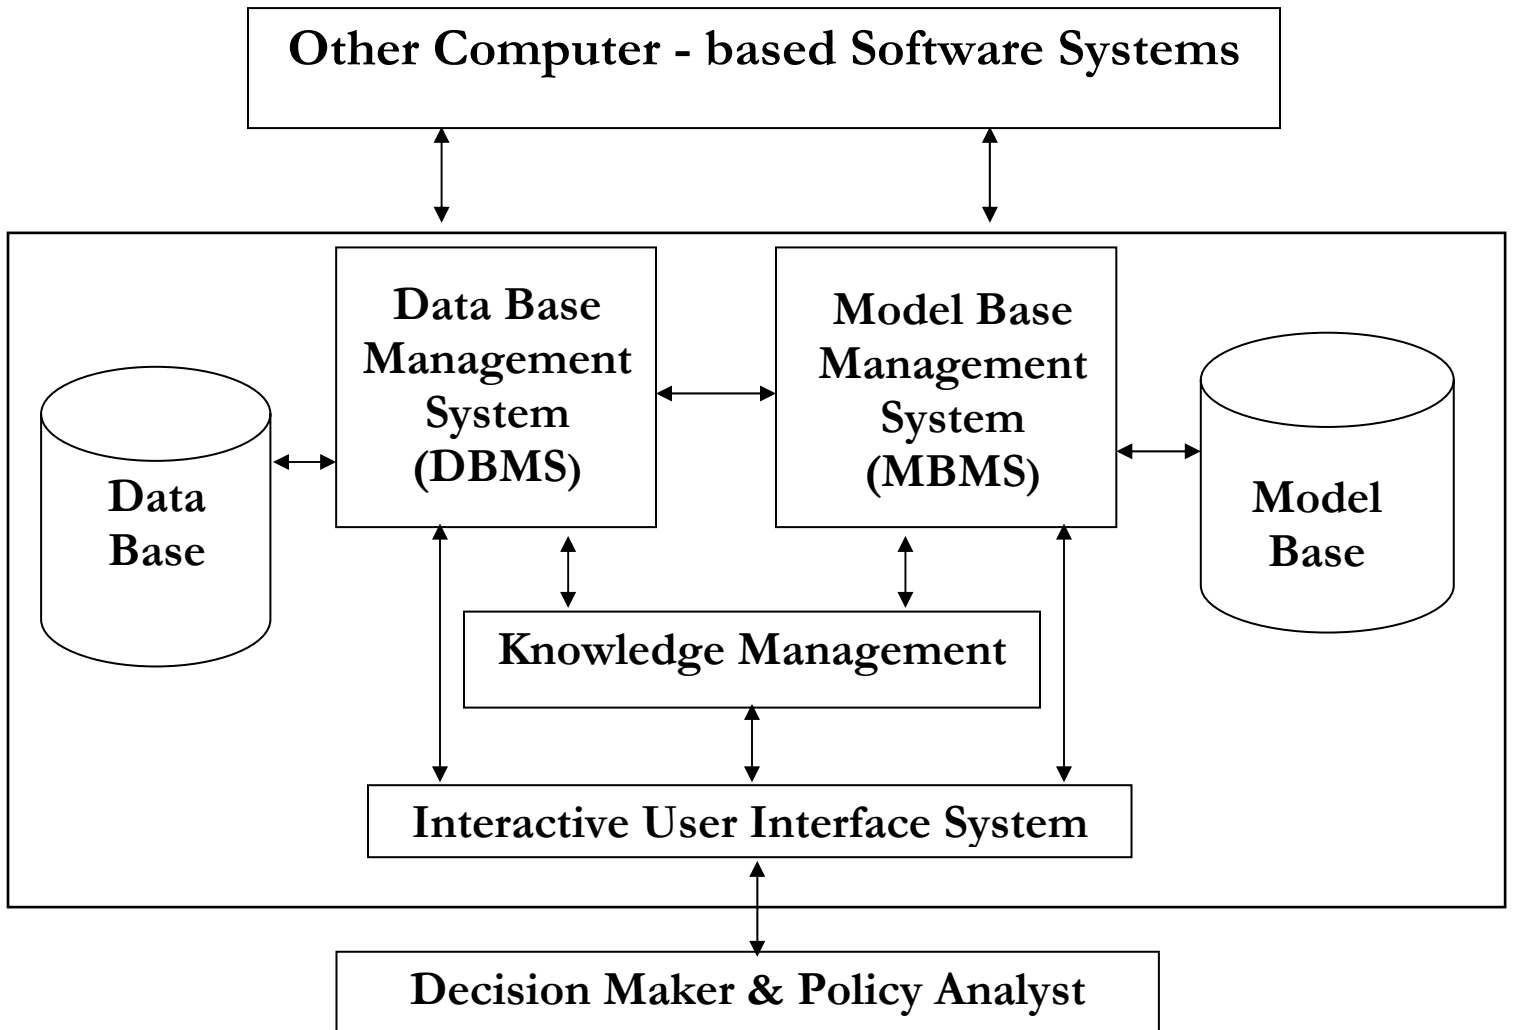 Other Computer - based Software Systems
Data Base
Management
System
(DBMS)
Model Base
Management
System
(MBMS)
Data
Base
Model
Base
Knowledge Management
Interactive User Interface System
Decision Maker & Policy Analyst